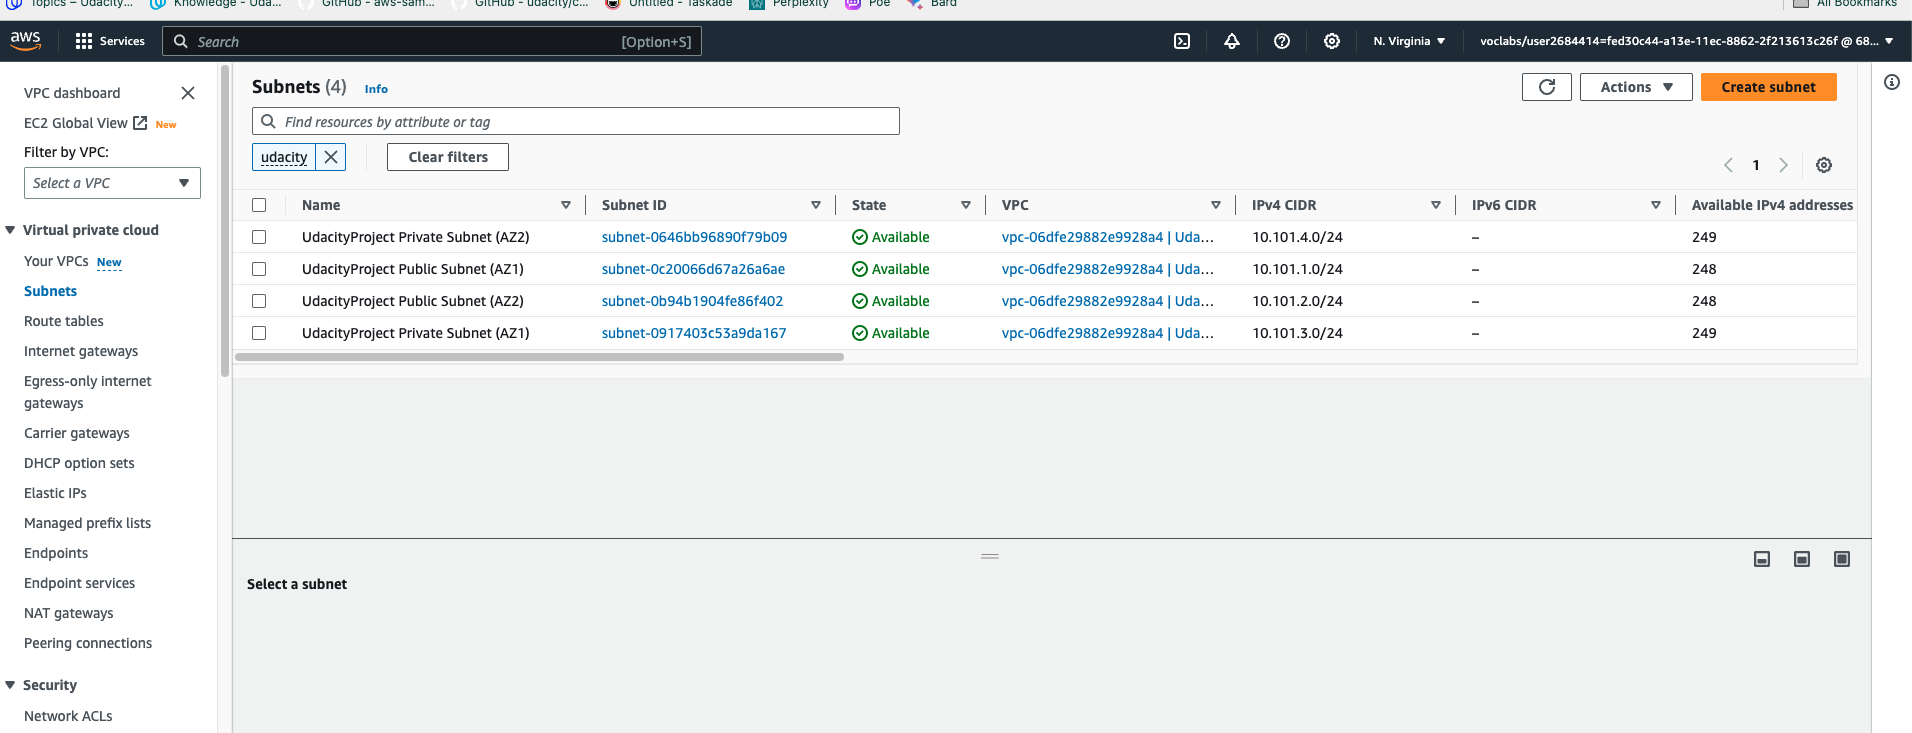 Topics – Udacity...
Knowledge - Uda...
GitHub - aws-sam...
GitHub - udacity/c...
Untitled - Taskade
Perplexity
Poe
Bard
All Bookmarks
aws
Services
Search
[Option+S]
N. Virginia
voclabs/user2684414=fed30c44-a13e-11ec-8862-2f213613c26f @ 68...
VPC dashboard
EC2 Global View New
Filter by VPC:
Select a VPC
Virtual private cloud
Your VPCs New
Subnets
Route tables
Internet gateways
Egress-only internet
gateways
Carrier gateways
DHCP option sets
Elastic IPs
Managed prefix lists
Endpoints
Endpoint services
NAT gateways
Peering connections
Security
Network ACLs
Subnets (4) Info
Actions
Create subnet
Find resources by attribute or tag
udacity
Clear filters
1
Name Subnet ID State VPC IPv4 CIDR IPv6 CIDR Available IPv4 addresses
UdacityProject Private Subnet (AZ2) subnet-0646bb96890f79b09 Available vpc-06dfe29882e9928a4 | Uda... 10.101.4.0/24 – 249
UdacityProject Public Subnet (AZ1) subnet-0c20066d67a26a6ae Available vpc-06dfe29882e9928a4 | Uda... 10.101.1.0/24 – 248
UdacityProject Public Subnet (AZ2) subnet-0b94b1904fe86f402 Available vpc-06dfe29882e9928a4 | Uda... 10.101.2.0/24 – 248
UdacityProject Private Subnet (AZ1) subnet-0917403c53a9da167 Available vpc-06dfe29882e9928a4 | Uda... 10.101.3.0/24 – 249
Select a subnet